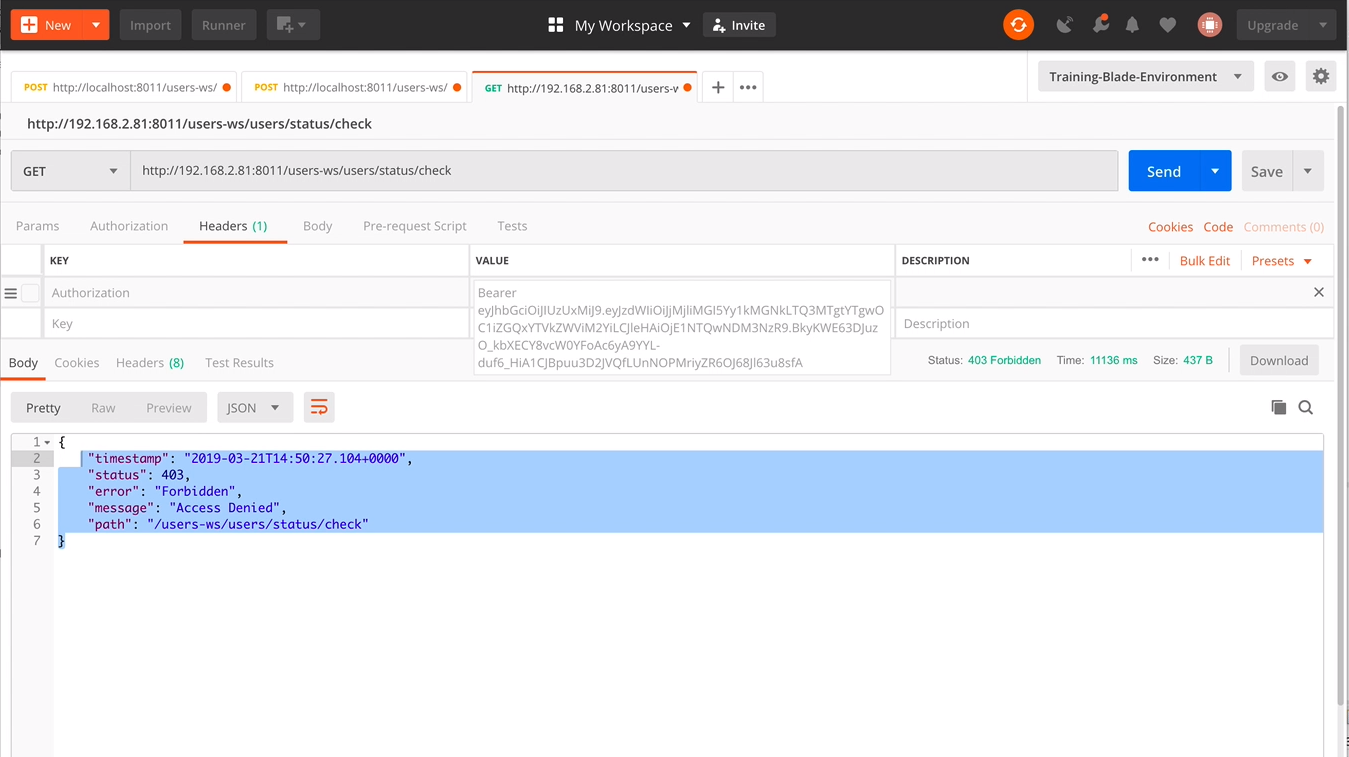 New
Import
Runner
My Workspace
Invite
Upgrade
POST http://localhost:8011/users-ws/
POST http://localhost:8011/users-ws/
GET http://192.168.2.81:8011/users-w
Training-Blade-Environment
http://192.168.2.81:8011/users-ws/users/status/check
GET
http://192.168.2.81:8011/users-ws/users/status/check
Send
Save
Params
Authorization
Headers (1)
Body
Pre-request Script
Tests
Cookies
Code
Comments (0)
KEY
VALUE
DESCRIPTION
Bulk Edit
Presets
Authorization
Bearer
eyJhbGciOiJIUzUxMiJ9.eyJzdWIiOiJjMjliMGI5Yy1kMGNkLTQ3MTgtYTgwO
C1iZGQxYTVkZWViM2YiLCJleHAiOjE1NTQwNDM3NzR9.BkyKWE63DJuz
O_kbXECY8vcW0YFoAc6yA9YYL-
duf6_HiA1CJBpuu3D2JVQfLUnNOPMriyZR6OJ68JI63u8sfA
Key
Description
Body
Cookies
Headers (8)
Test Results
Status: 403 Forbidden
Time: 11136 ms
Size: 437 B
Download
Pretty
Raw
Preview
JSON
1 {
2 "timestamp": "2019-03-21T14:50:27.104+0000",
3 "status": 403,
4 "error": "Forbidden",
5 "message": "Access Denied",
6 "path": "/users-ws/users/status/check"
7 }